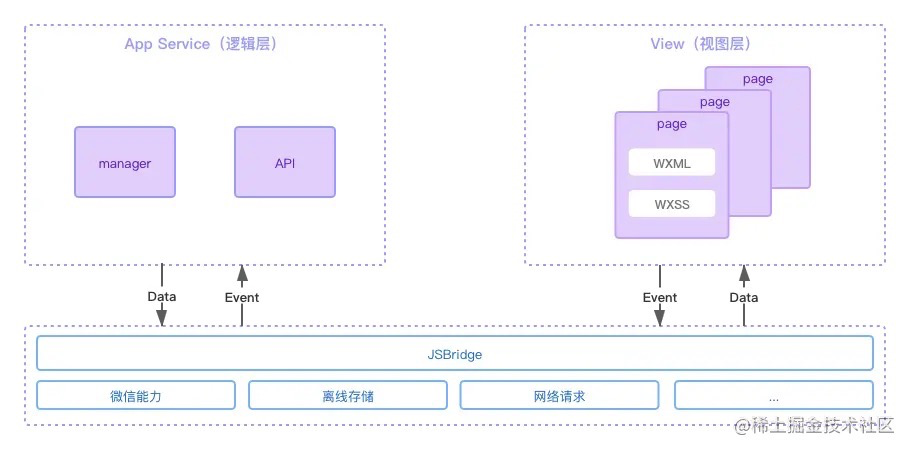 App Service（逻辑层）
manager
API
View（视图层）
page
page
page
WXML
WXSS
Data
Event
Event
Data
JSBridge
微信能力
离线存储
网络请求
...
@稀土掘金技术社区